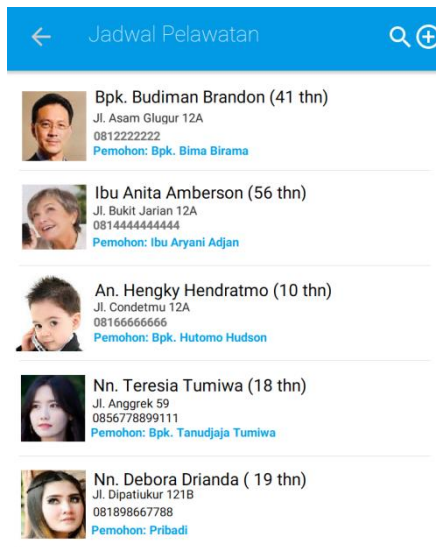 Jadwal Pelawatan
Bpk. Budiman Brandon (41 thn)
Jl. Asam Glugur 12A
0812222222
Pemohon: Bpk. Bima Birama
Ibu Anita Amberson (56 thn)
Jl. Bukit Jarian 12A
0814444444444
Pemohon: Ibu Aryani Adjan
An. Hengky Hendratmo (10 thn)
Jl. Condetmu 12A
08166666666
Pemohon: Bpk. Hutomo Hudson
Nn. Teresia Tumiwa (18 thn)
Jl. Anggrek 59
0856778899111
Pemohon: Bpk. Tanudjaja Tumiwa
Nn. Debora Drianda ( 19 thn)
Jl. Dipatiukur 121B
081898667788
Pemohon: Pribadi